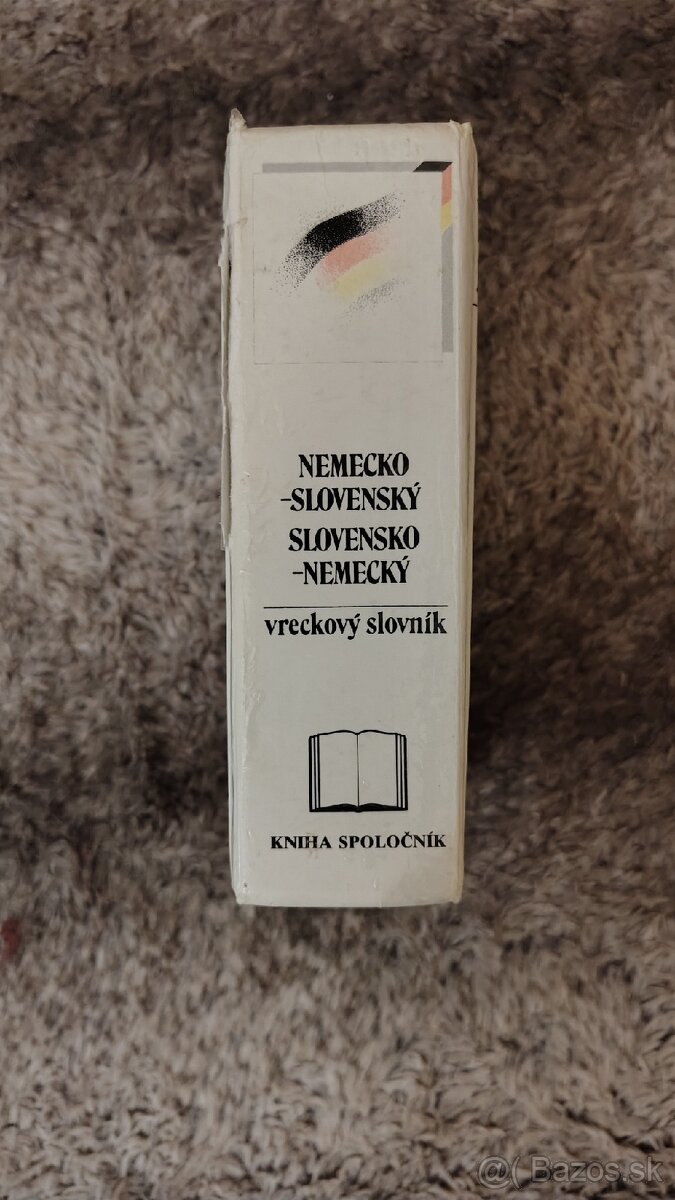 NEMECKO
-SLOVENSKÝ
SLOVENSKO
-NEMECKÝ
vreckový slovník
KNIHA SPOLOČNÍK
@( Bazos.sk